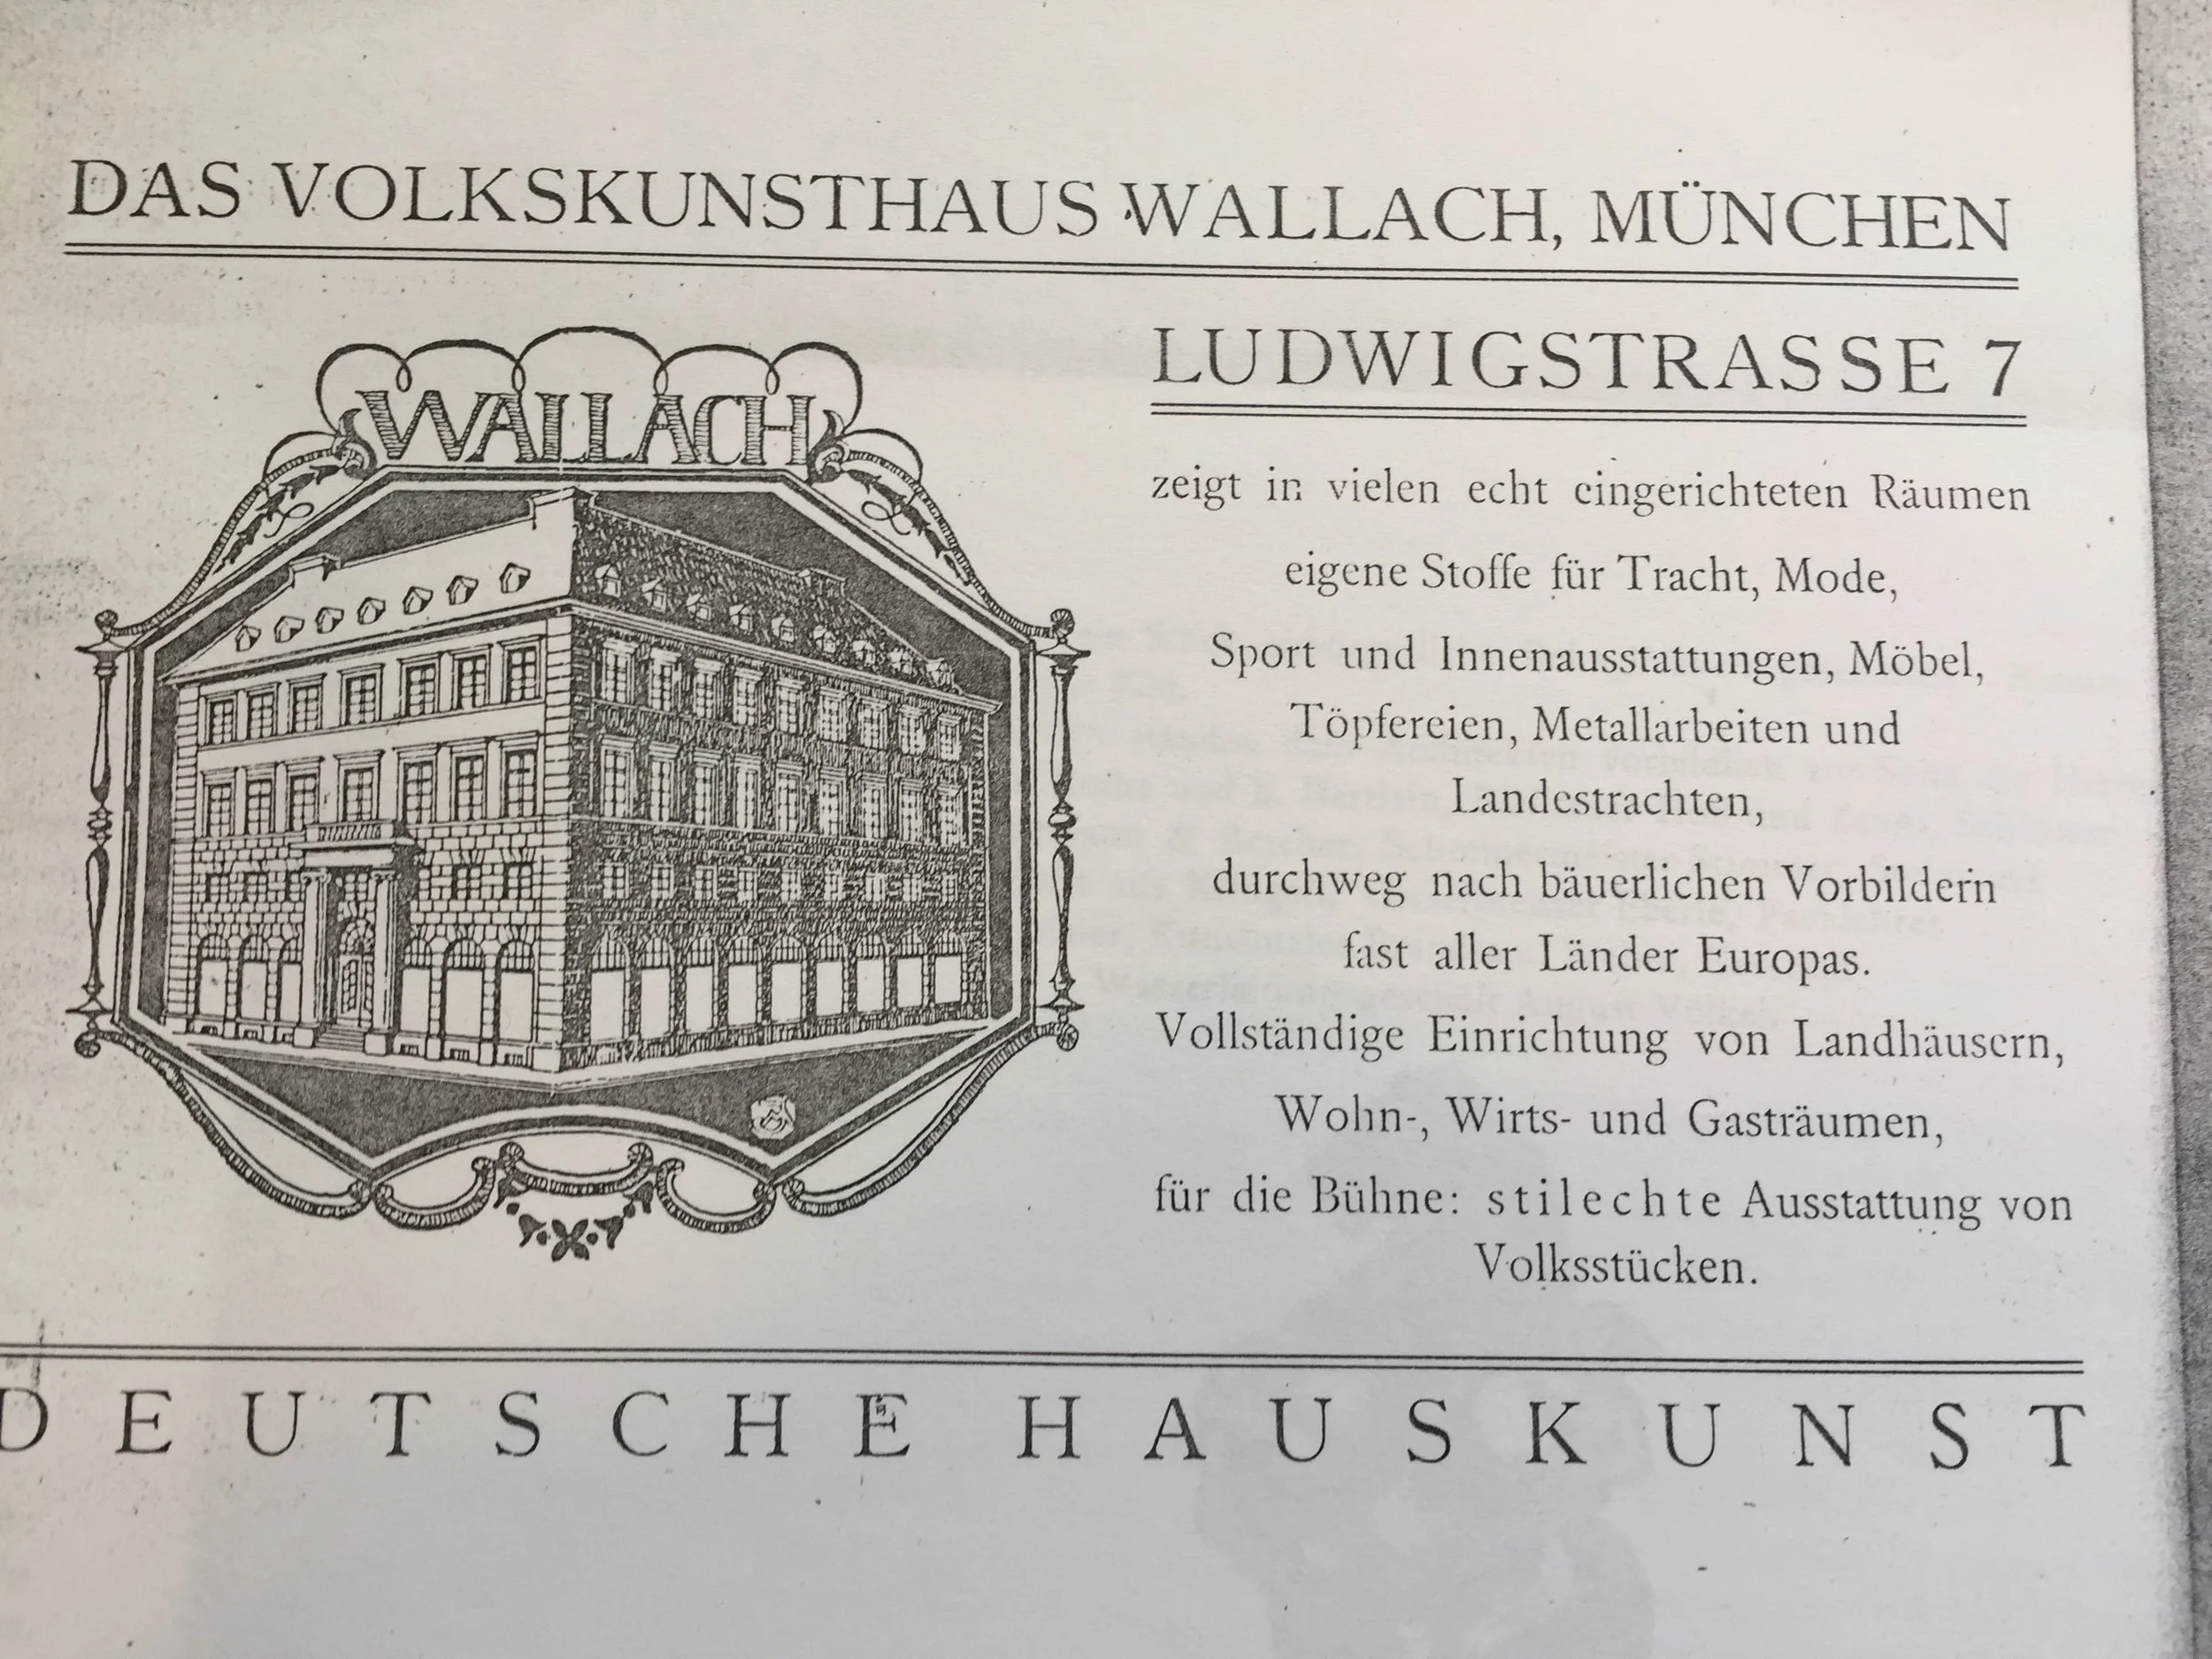 DAS VOLKSKUNSTHAUS WALLACH, MÜNCHEN
WALLACH
LUDWIGSTRASSE 7
zeigt in vielen echt eingerichteten Räumen
eigene Stoffe für Tracht, Mode,
Sport und Innenausstattungen, Möbel,
Töpfereien, Metallarbeiten und
Landestrachten,
durchweg nach bäuerlichen Vorbildern
fast aller Länder Europas.
Vollständige Einrichtung von Landhäusern,
Wohn-, Wirts- und Gasträumen,
für die Bühne: stilechte Ausstattung von
Volksstücken.
DEUTSCHE HAUSKUNST